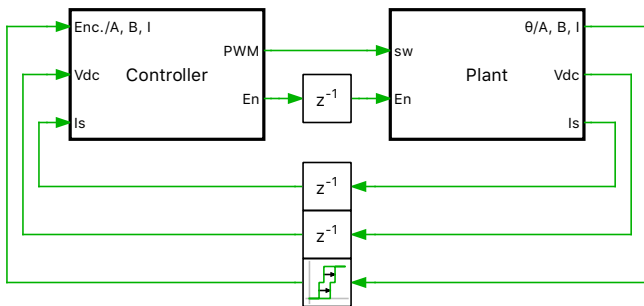 Enc./A, B, I
θ/A, B, I
PWM
sw
Vdc
Controller
Plant
Vdc
En
z⁻¹
En
Is
Is
z⁻¹
z⁻¹